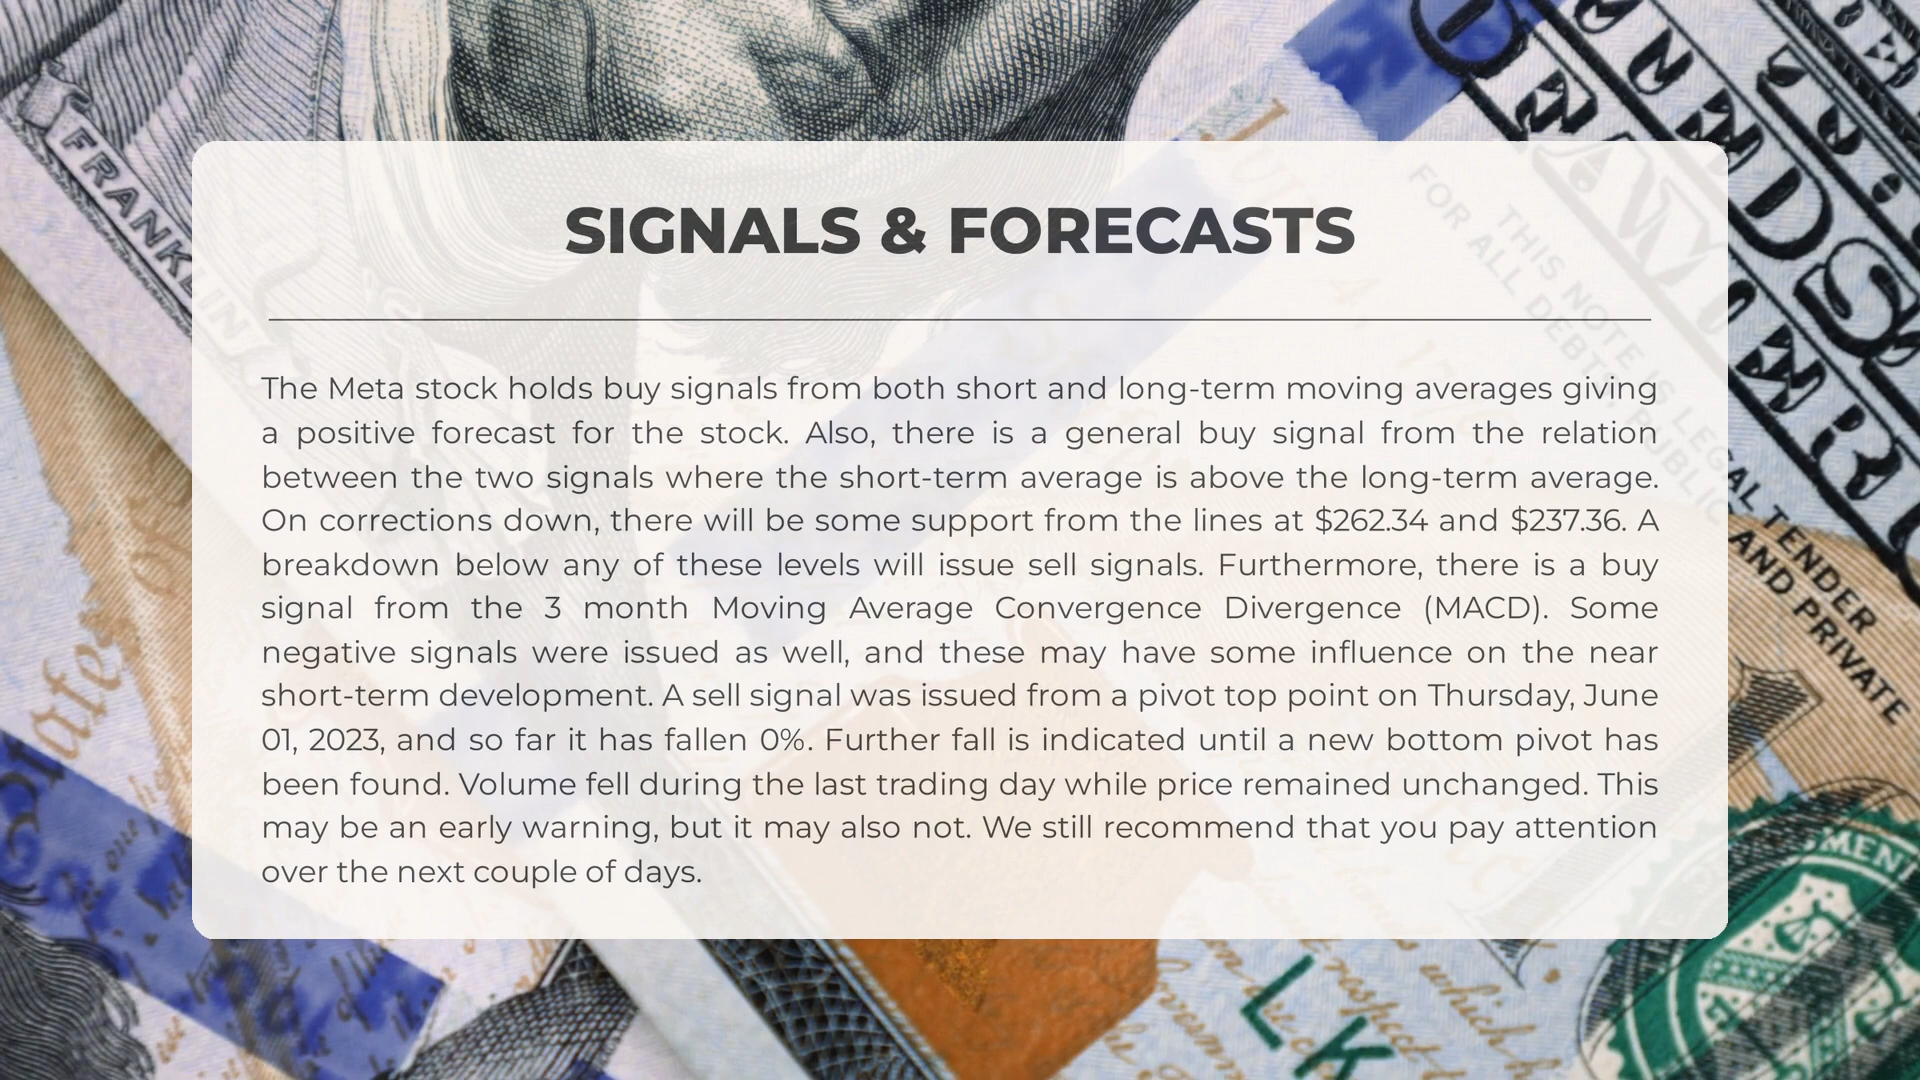 SIGNALS & FORECASTS
The Meta stock holds buy signals from both short and long-term moving averages giving
a positive forecast for the stock. Also, there is a general buy signal from the relation
between the two signals where the short-term average is above the long-term average.
On corrections down, there will be some support from the lines at $262.34 and $237.36. A
breakdown below any of these levels will issue sell signals. Furthermore, there is a buy
signal from the 3 month Moving Average Convergence Divergence (MACD). Some
negative signals were issued as well, and these may have some influence on the near
short-term development. A sell signal was issued from a pivot top point on Thursday, June
01, 2023, and so far it has fallen 0%. Further fall is indicated until a new bottom pivot has
been found. Volume fell during the last trading day while price remained unchanged. This
may be an early warning, but it may also not. We still recommend that you pay attention
over the next couple of days.
FRANKLIN
THIS NOTE IS LEGAL TENDER
FOR ALL DEBTS, PUBLIC AND PRIVATE
L K